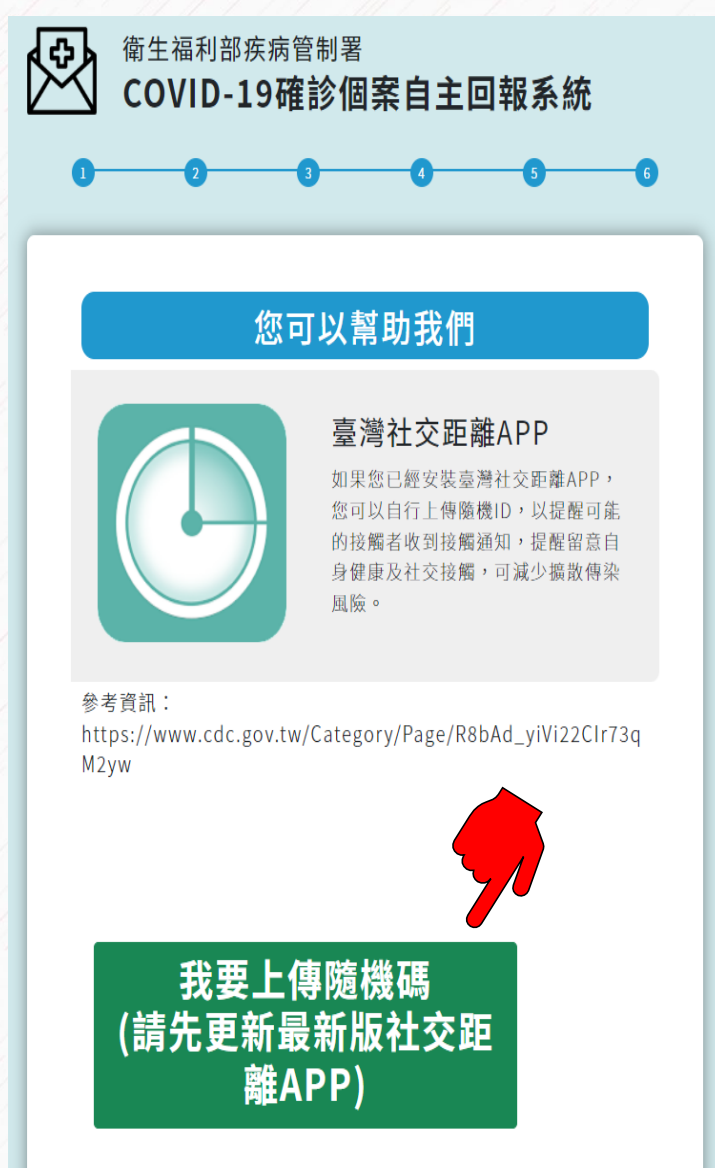 衛生福利部疾病管制署
COVID-19確診個案自主回報系統
1 2 3 4 5 6
您可以幫助我們
臺灣社交距離APP
如果您已經安裝臺灣社交距離APP，
您可以自行上傳隨機ID，以提醒可能
的接觸者收到接觸通知，提醒留意自
身健康及社交接觸，可減少擴散傳染
風險。
參考資訊：
https://www.cdc.gov.tw/Category/Page/R8bAd_yiVi22CIr73q
M2yw
我要上傳隨機碼
(請先更新最新版社交距
離APP)